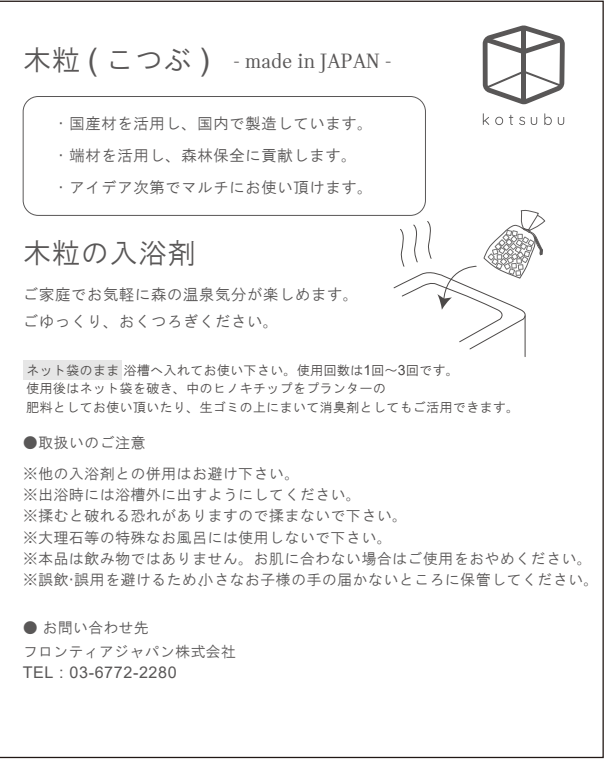 木粒 ( こつぶ )  - made in JAPAN -
kotsubu
・国産材を活用し、国内で製造しています。
・端材を活用し、森林保全に貢献します。
・アイデア次第でマルチにお使い頂けます。
木粒の入浴剤
ご家庭でお気軽に森の温泉気分が楽しめます。
ごゆっくり、おくつろぎください。
ネット袋のまま 浴槽へ入れてお使い下さい。使用回数は1回～3回です。
使用後はネット袋を破き、中のヒノキチップをプランターの
肥料としてお使い頂いたり、生ゴミの上にまいて消臭剤としてもご活用できます。
●取扱いのご注意
※他の入浴剤との併用はお避け下さい。
※出浴時には浴槽外に出すようにしてください。
※揉むと破れる恐れがありますので揉まないで下さい。
※大理石等の特殊なお風呂には使用しないで下さい。
※本品は飲み物ではありません。お肌に合わない場合はご使用をおやめください。
※誤飲・誤用を避けるため小さなお子様の手の届かないところに保管してください。
● お問い合わせ先
フロンティアジャパン株式会社
TEL：03-6772-2280